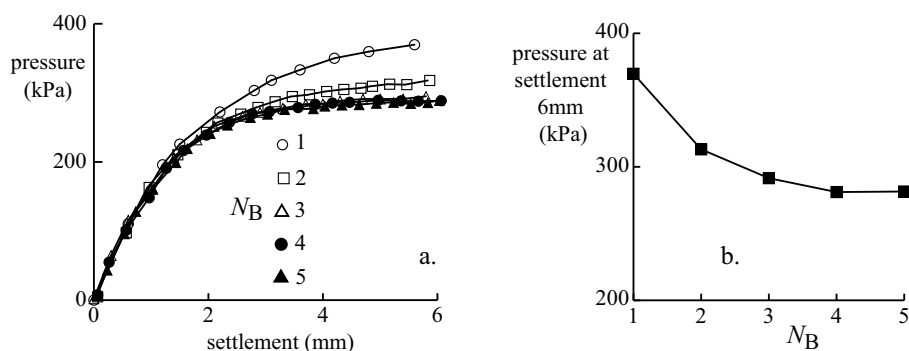 400
pressure
(kPa)
200
0
0
2
4
6
settlement (mm)
N_B
1
2
3
4
5
a.
400
pressure at
settlement
6mm
(kPa)
300
200
1
2
3
4
5
N_B
b.